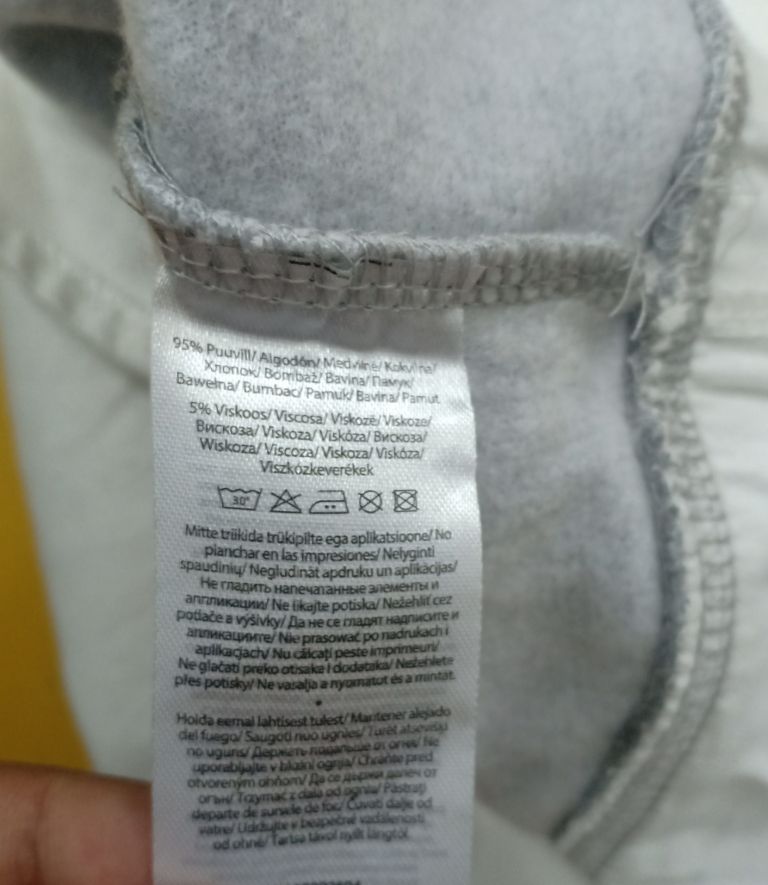 95% Puuvill/ Algodón/ Medvilnė/ Kokvilna/
Хлопок/ Bombaž/ Bavlna/ Памук/
Bawełna/ Bumbac/ Pamuk/ Bavlna/ Pamut
5% Viskoos/ Viscosa/ Viskozė/ Viskoze/
Вискоза/ Viskoza/ Viskóza/ Вискоза/
Wiskoza/ Viscoza/ Viskoza/ Viskóza/
Viszkózkeverékek
30°
Mitte triikida trükipilte ega aplikatsioone/ No
planchar en las impresiones/ Nelyginti
spaudinių/ Negludināt apdruku un aplikācijas/
Не гладить напечатанные элементы и
аппликации/ Ne likajte potiska/ Nežehliť cez
potlače a výšivky/ Да не се гладят надписите и
апликациите/ Nie prasować po nadrukach i
aplikacjach/ Nu călcați peste imprimeuri/
Ne glačati preko otisaka i dodataka/ Nežehlete
přes potisky/ Ne vasalja a nyomatot és a mintát.
Hoida eemal lahtisest tulest/ Mantener alejado
del fuego/ Saugoti nuo ugnies/ Turēt atstatu
no uguns/ Держать подальше от огня/ Ne
uporabljajte v bližini ognja/ Chráňte pred
otvoreným ohňom/ Да се държи далеч от
огън/ Trzymać z dala od ognia/ Păstrați
departe de sursele de foc/ Čuvati dalje od
vatre/ Udržujte v bezpečné vzdálenosti
od ohně/ Tartsa távol nyílt lángtól